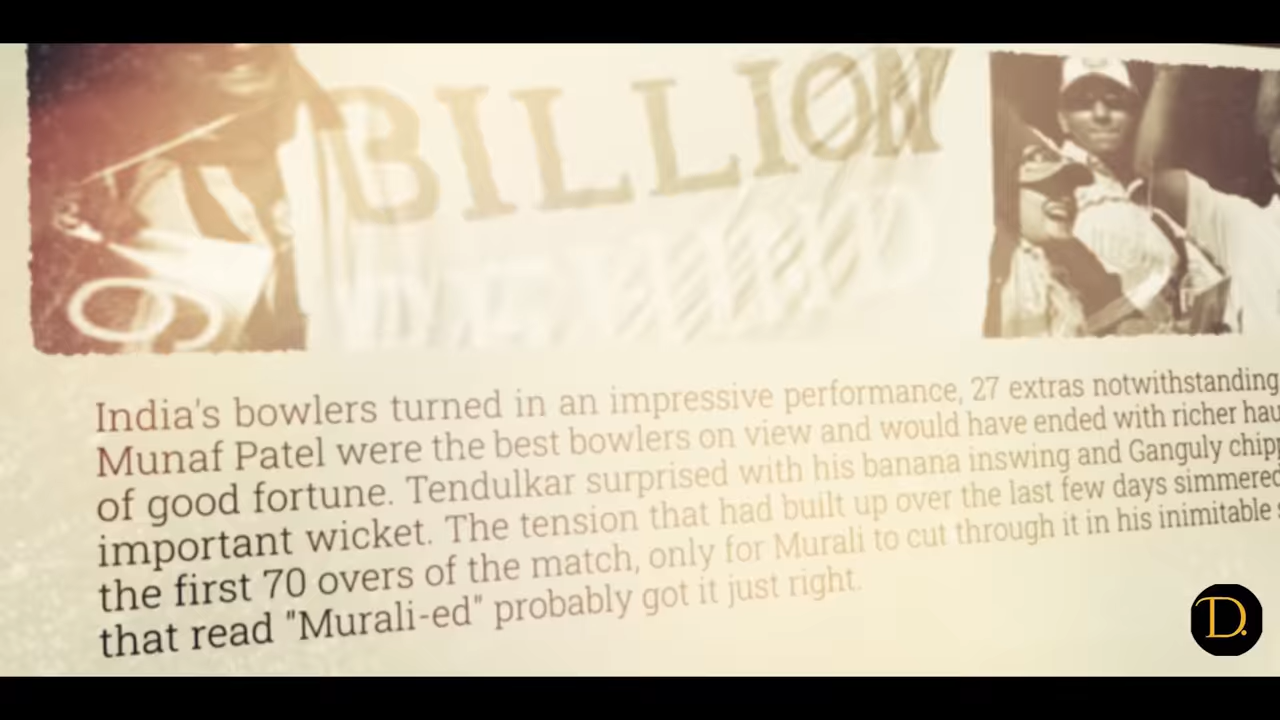 BILLION
India's bowlers turned in an impressive performance, 27 extras notwithstanding
Munaf Patel were the best bowlers on view and would have ended with richer
of good fortune. Tendulkar surprised with his banana inswing and Ganguly
important wicket. The tension that had built up over the last few days simmered
the first 70 overs of the match, only for Murali to cut through it in his inimitable
that read "Murali-ed" probably got it just right.
D.